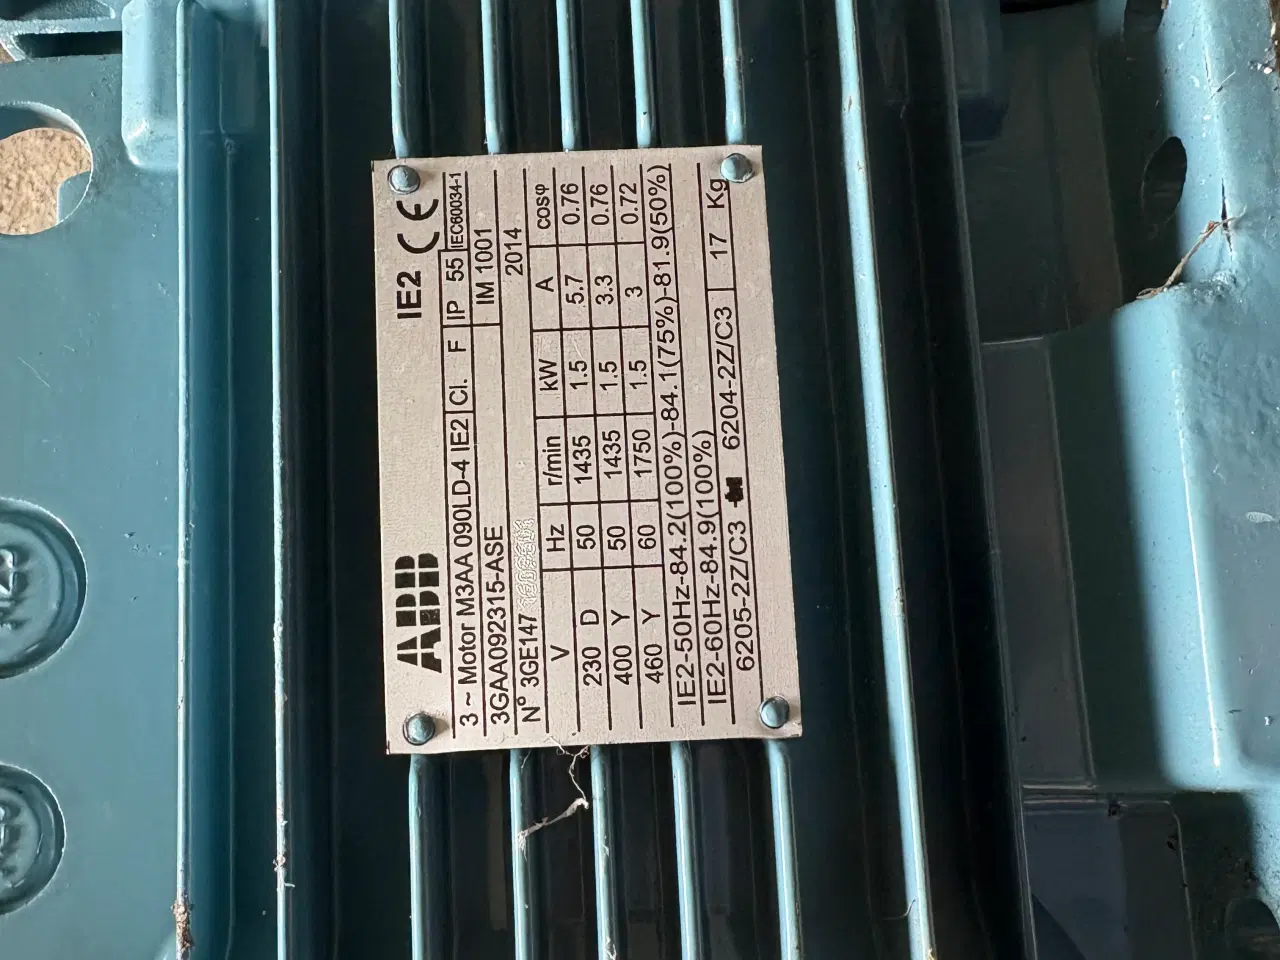 ABB IE2 CE
3 ~ Motor M3AA 090LD-4 IE2 Cl. F IP 55 IEC60034-1
3GAA092315-ASE IM 1001
N° 3GE147 2014
V Hz r/min kW A cosφ
230 D 50 1435 1.5 5.7 0.76
400 Y 50 1435 1.5 3.3 0.76
460 Y 60 1750 1.5 3 0.72
IE2-50Hz-84.2(100%)-84.1(75%)-81.9(50%)
IE2-60Hz-84.9(100%)
6205-2Z/C3 6204-2Z/C3 17 Kg